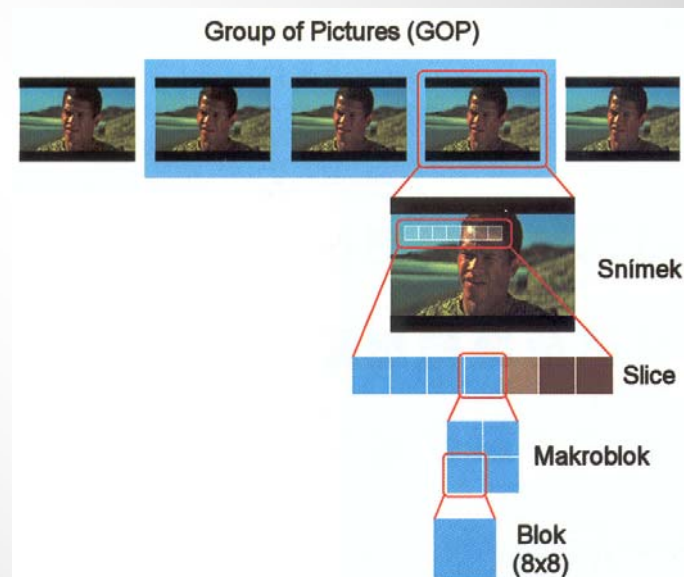 Group of Pictures (GOP)
Snímek
Slice
Makroblok
Blok
(8x8)